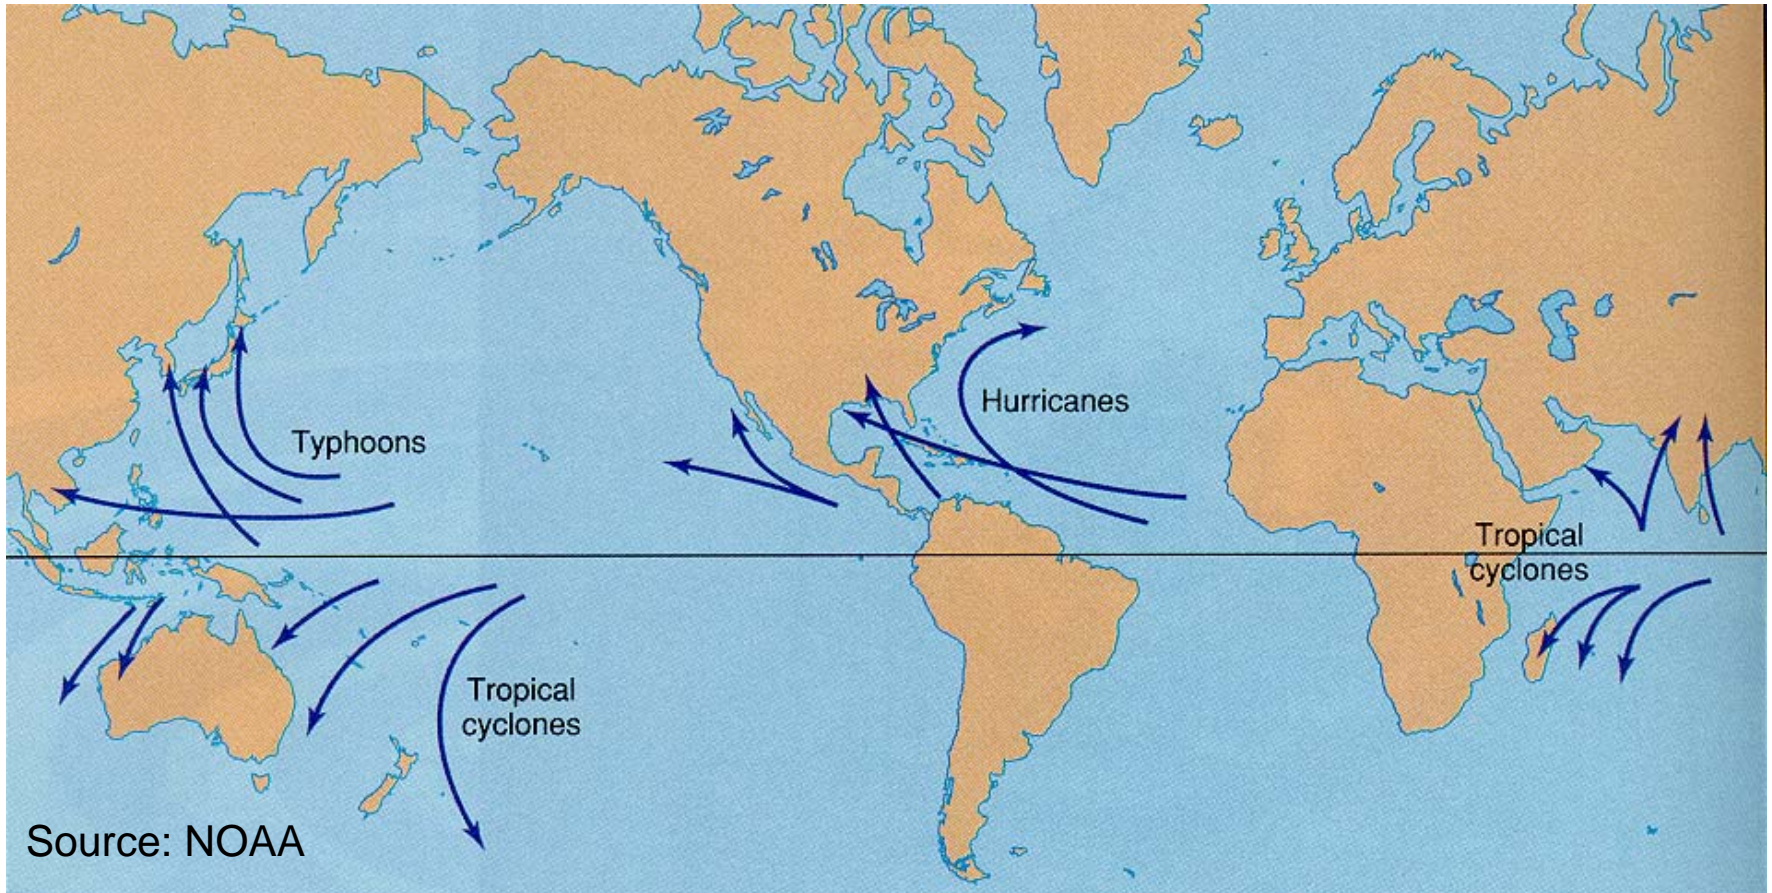 Typhoons
Hurricanes
Tropical
cyclones
Tropical
cyclones
Source: NOAA